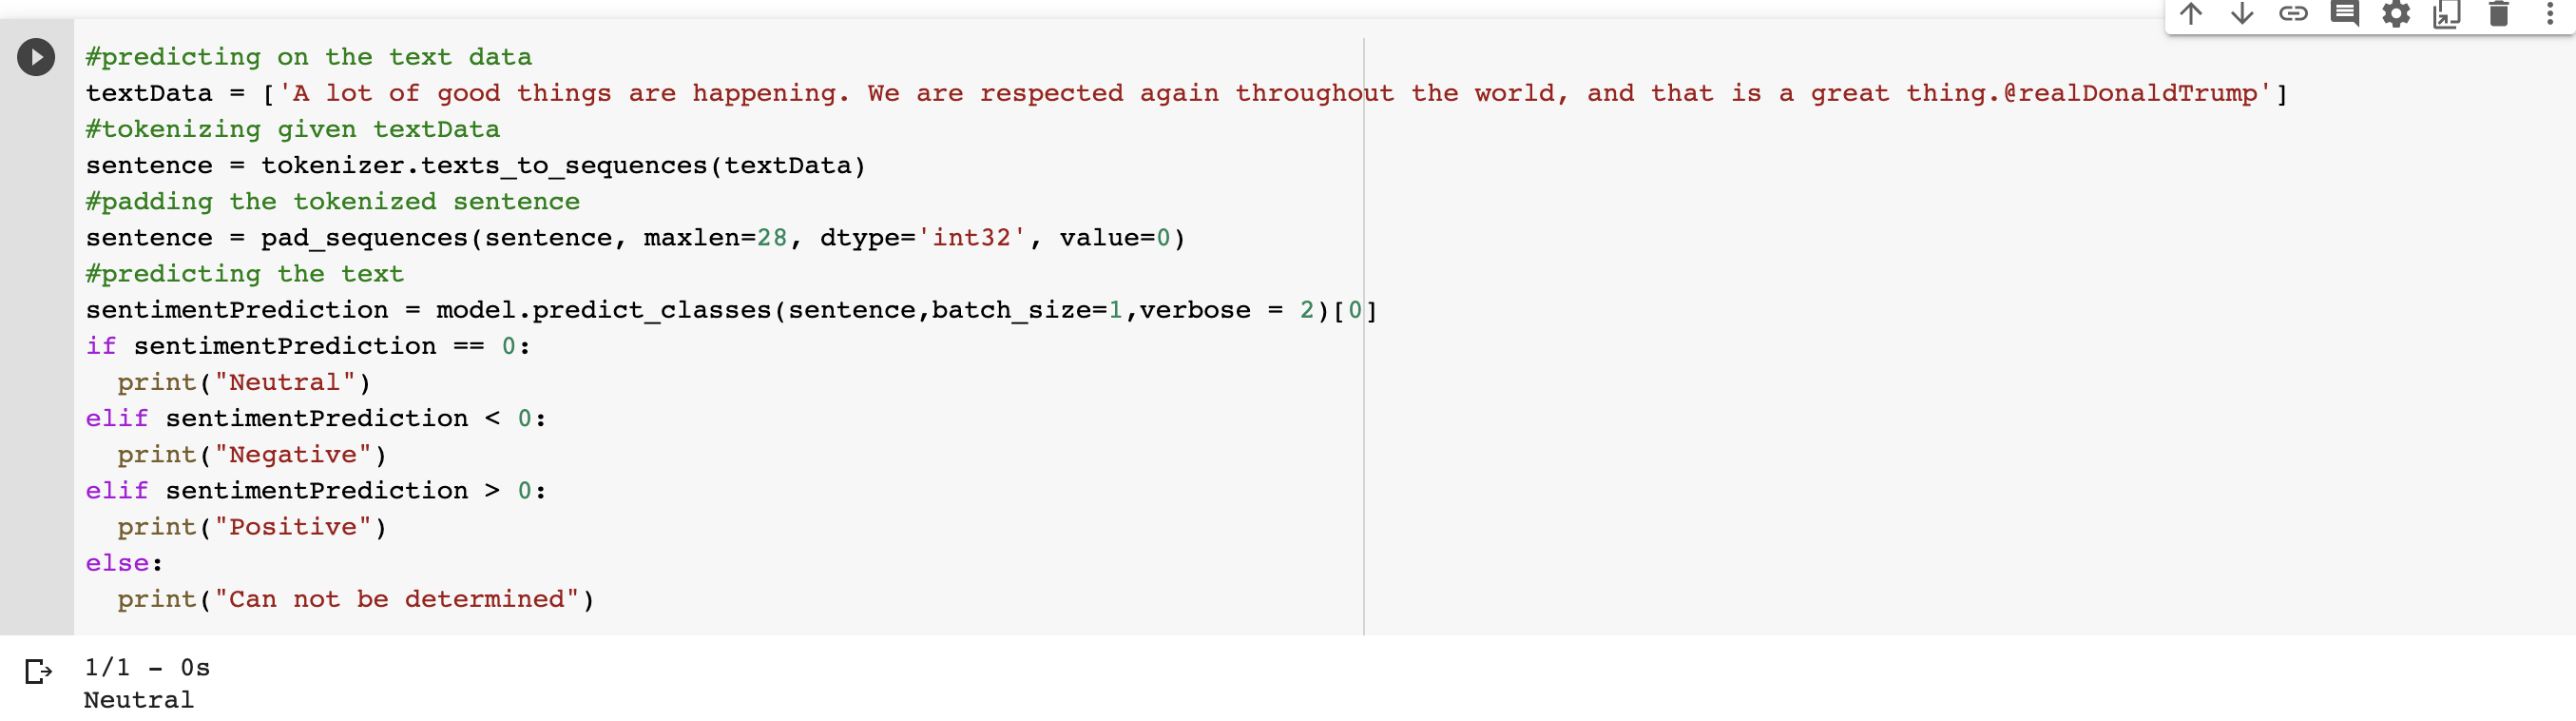 #predicting on the text data
textData = ['A lot of good things are happening. We are respected again throughout the world, and that is a great thing.@realDonaldTrump']
#tokenizing given textData
sentence = tokenizer.texts_to_sequences(textData)
#padding the tokenized sentence
sentence = pad_sequences(sentence, maxlen=28, dtype='int32', value=0)
#predicting the text
sentimentPrediction = model.predict_classes(sentence,batch_size=1,verbose = 2)[0]
if sentimentPrediction == 0:
  print("Neutral")
elif sentimentPrediction < 0:
  print("Negative")
elif sentimentPrediction > 0:
  print("Positive")
else:
  print("Can not be determined")
1/1 - 0s
Neutral